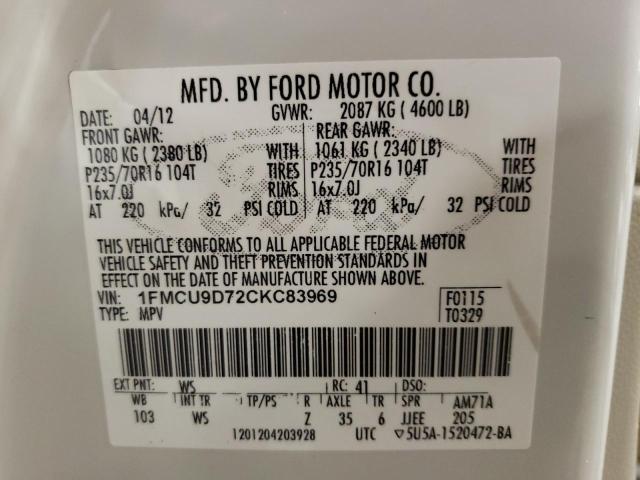 MFD. BY FORD MOTOR CO.
DATE: 04/12 GVWR: 2087 KG ( 4600 LB)
FRONT GAWR: REAR GAWR:
1080 KG ( 2380 LB) WITH 1061 KG ( 2340 LB) WITH
P235/70R16 104T TIRES P235/70R16 104T TIRES
16x7.0J RIMS 16x7.0J RIMS
AT 220 kPa/ 32 PSI COLD AT 220 kPa/ 32 PSI COLD
THIS VEHICLE CONFORMS TO ALL APPLICABLE FEDERAL MOTOR
VEHICLE SAFETY AND THEFT PREVENTION STANDARDS IN
EFFECT ON THE DATE OF MANUFACTURE SHOWN ABOVE.
VIN: 1FMCU9D72CKC83969 F0115
TYPE: MPV T0329
EXT PNT: WS RC: 41 DSO:
WB INT TR TP/PS R AXLE TR SPR AM71A
103 WS Z 35 6 JJEE 205
1201204203928 UTC ▽5U5A-1520472-BA